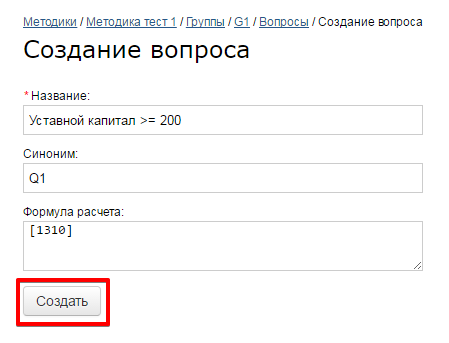 Методики / Методика тест 1 / Группы / G1 / Вопросы / Создание вопроса
Создание вопроса
* Название:
Уставной капитал >= 200
Синоним:
Q1
Формула расчета:
[1310]
Создать